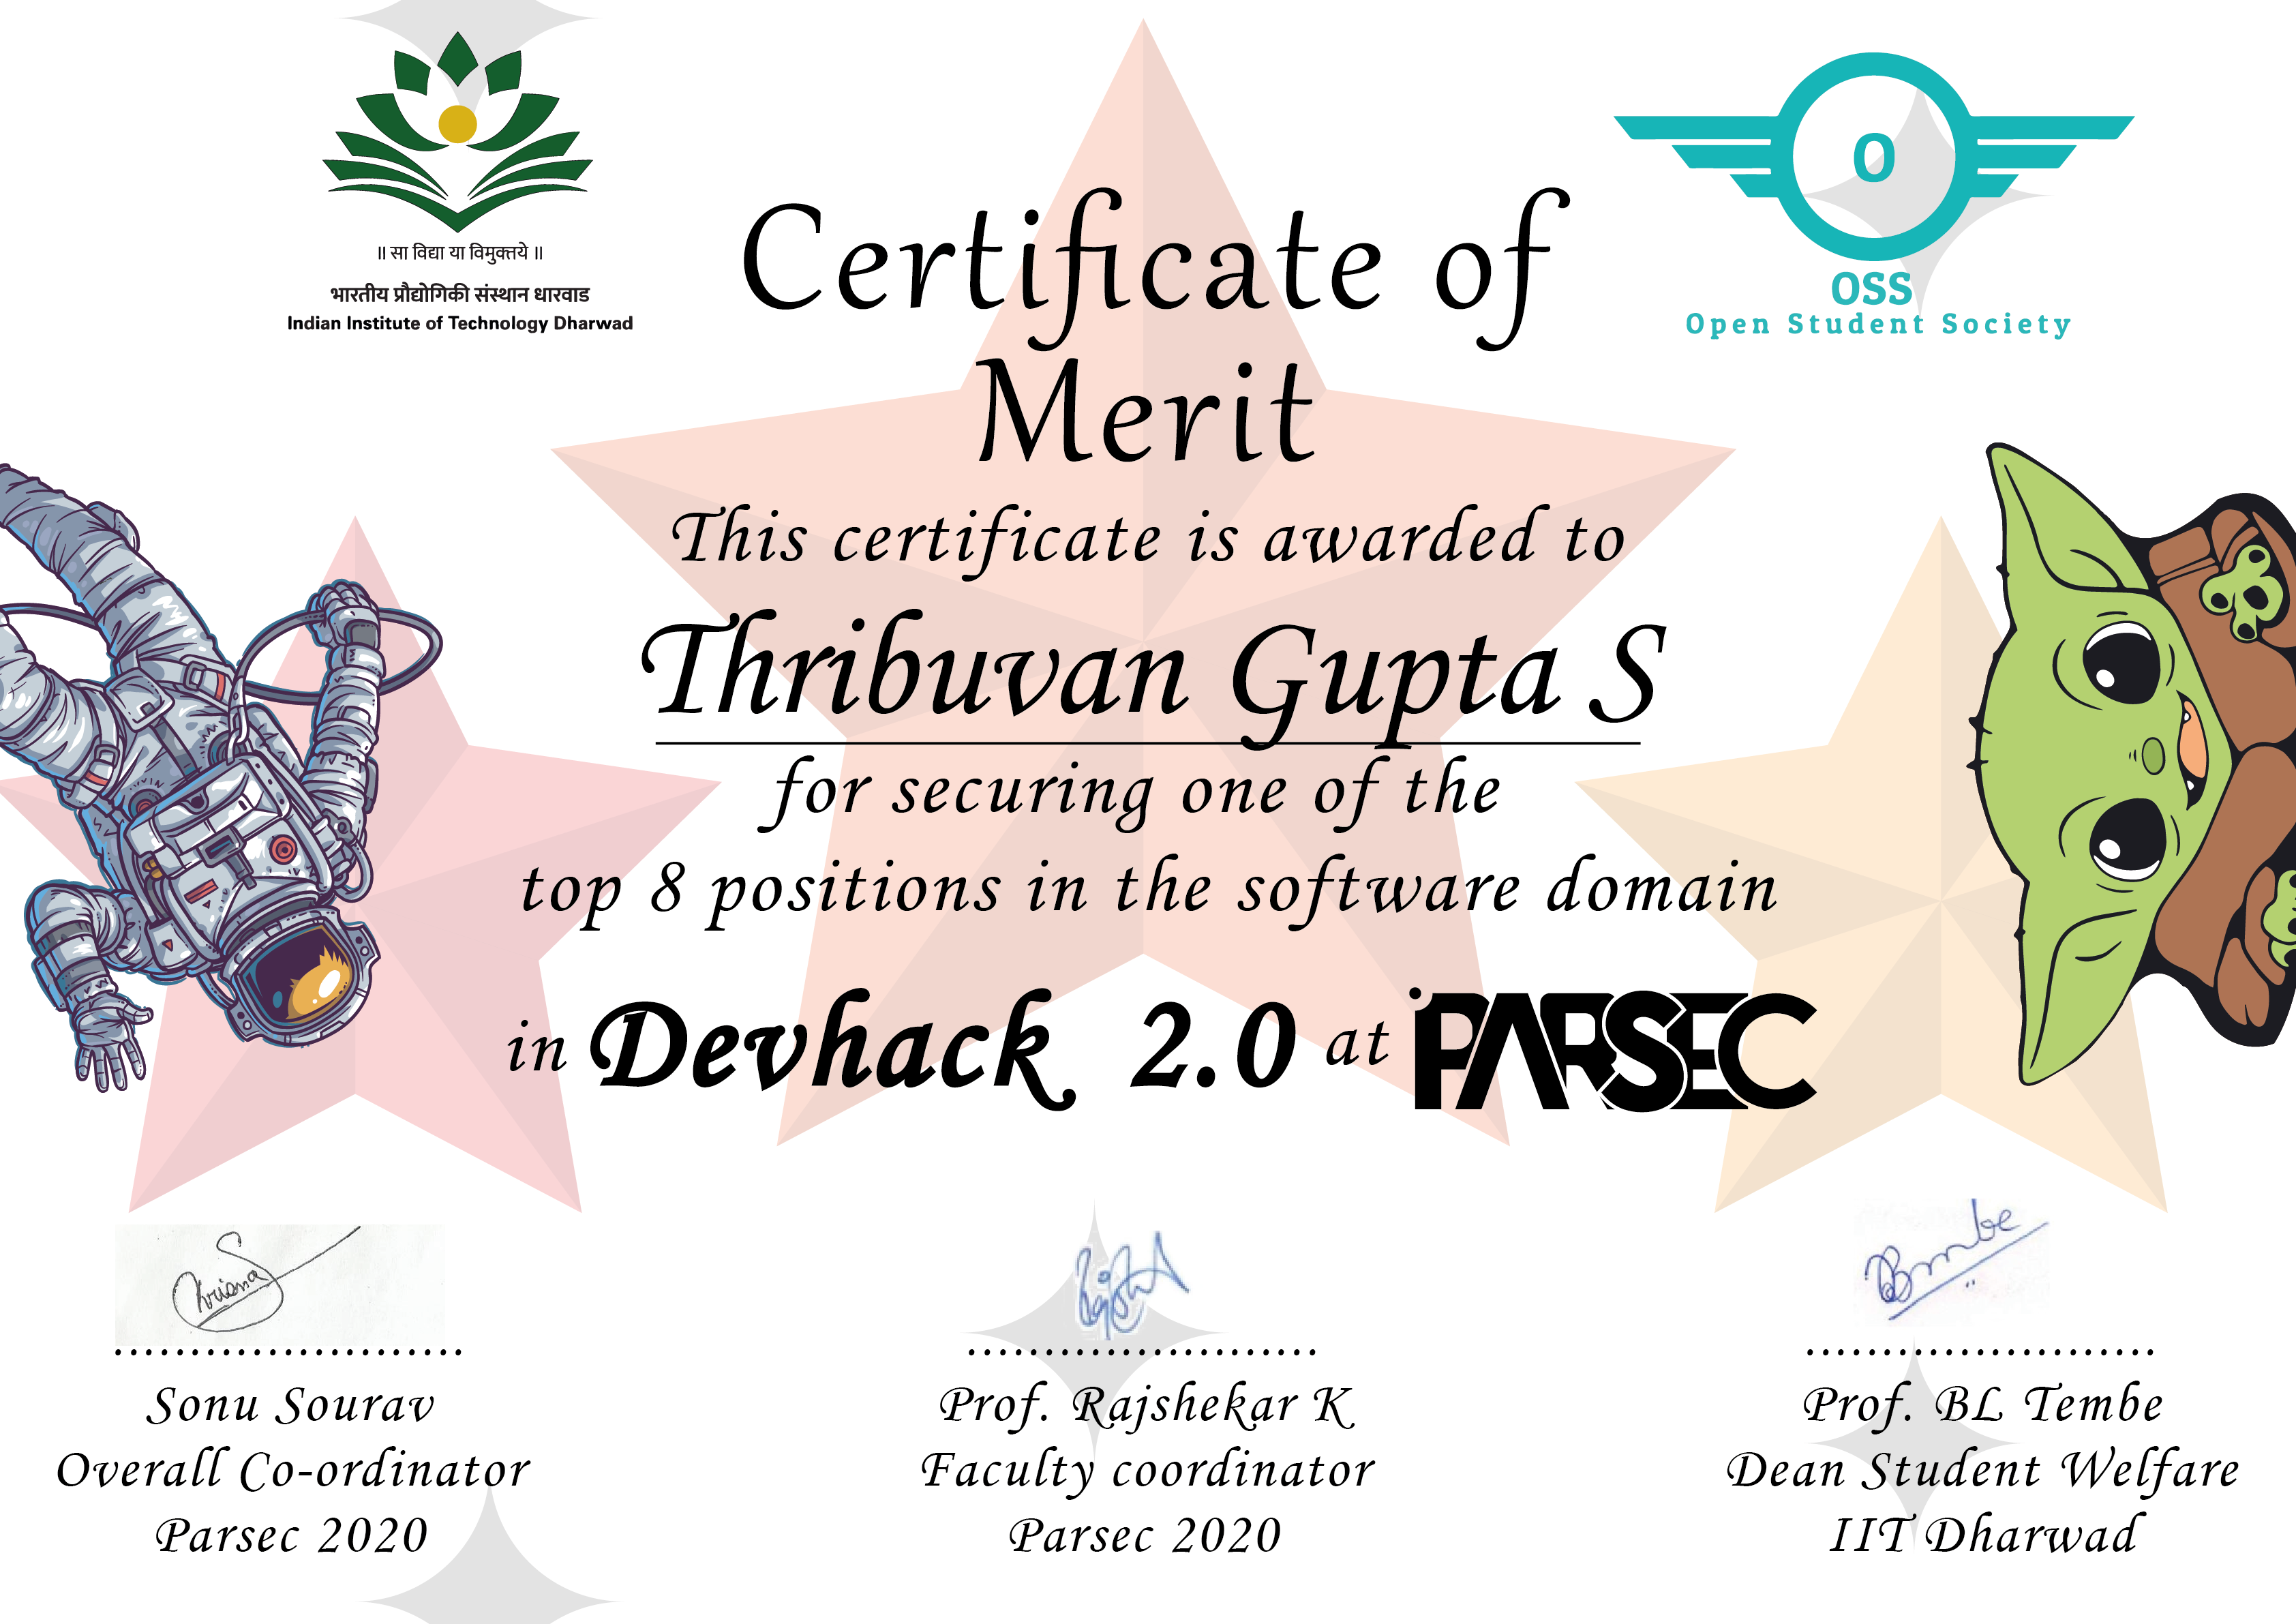 ॥ सा विद्या या विमुक्तये ॥
भारतीय प्रौद्योगिकी संस्थान धारवाड
Indian Institute of Technology Dharwad
O
OSS
Open Student Society
Certificate of
Merit
This certificate is awarded to
Thribuvan Gupta S
for securing one of the
top 8 positions in the software domain
in Devhack 2.0 at PARSEC
Sonu Sourav
Overall Co-ordinator
Parsec 2020
Prof. Rajshekar K
Faculty coordinator
Parsec 2020
Prof. BL Tembe
Dean Student Welfare
IIT Dharwad